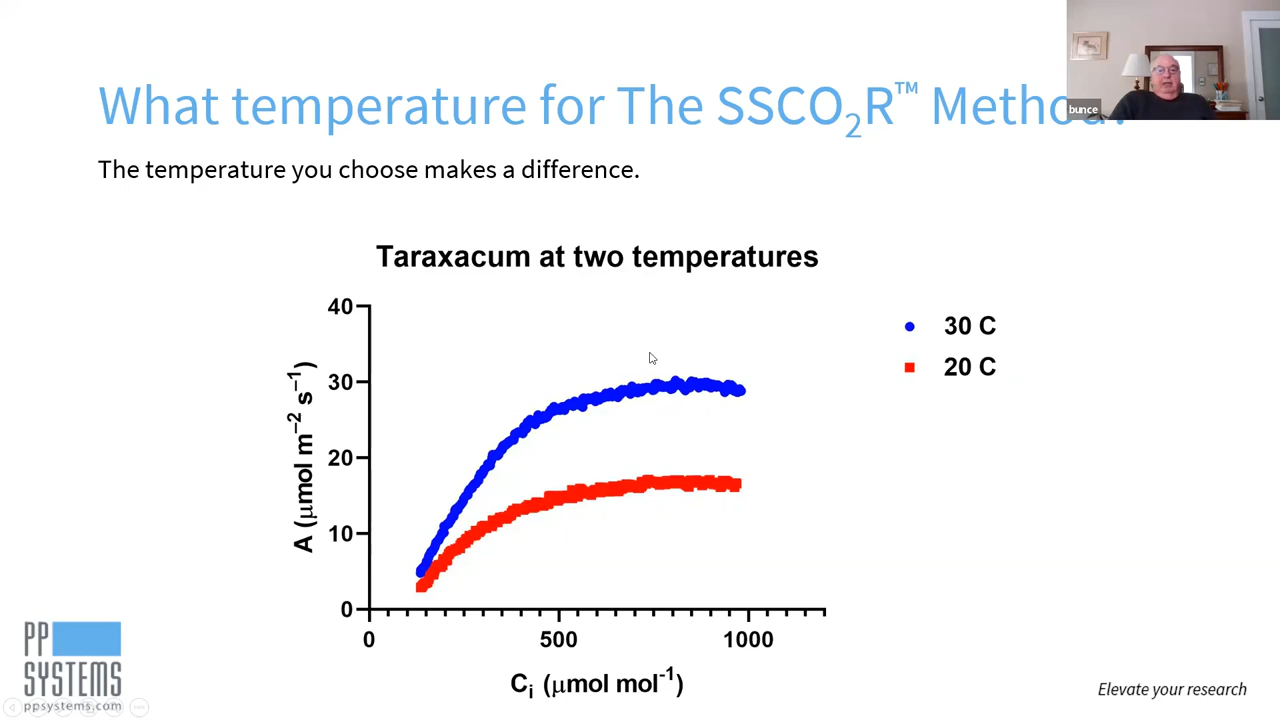 What temperature for The SSCO₂R™ Method?
bunce
The temperature you choose makes a difference.
Taraxacum at two temperatures
40
30
20
10
0
A (μmol m⁻² s⁻¹)
0 500 1000
Cᵢ (μmol mol⁻¹)
30 C
20 C
PP
SYSTEMS
ppsystems.com
Elevate your research